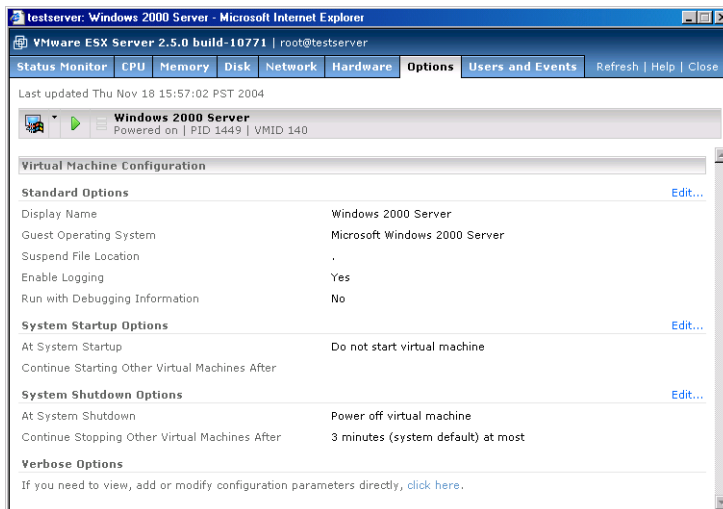 testserver: Windows 2000 Server - Microsoft Internet Explorer
VMware ESX Server 2.5.0 build-10771 | root@testserver
Status Monitor CPU Memory Disk Network Hardware Options Users and Events Refresh | Help | Close
Last updated Thu Nov 18 15:57:02 PST 2004
Windows 2000 Server
Powered on | PID 1449 | VMID 140
Virtual Machine Configuration
Standard Options Edit...
Display Name Windows 2000 Server
Guest Operating System Microsoft Windows 2000 Server
Suspend File Location .
Enable Logging Yes
Run with Debugging Information No
System Startup Options Edit...
At System Startup Do not start virtual machine
Continue Starting Other Virtual Machines After
System Shutdown Options Edit...
At System Shutdown Power off virtual machine
Continue Stopping Other Virtual Machines After 3 minutes (system default) at most
Verbose Options
If you need to view, add or modify configuration parameters directly, click here.